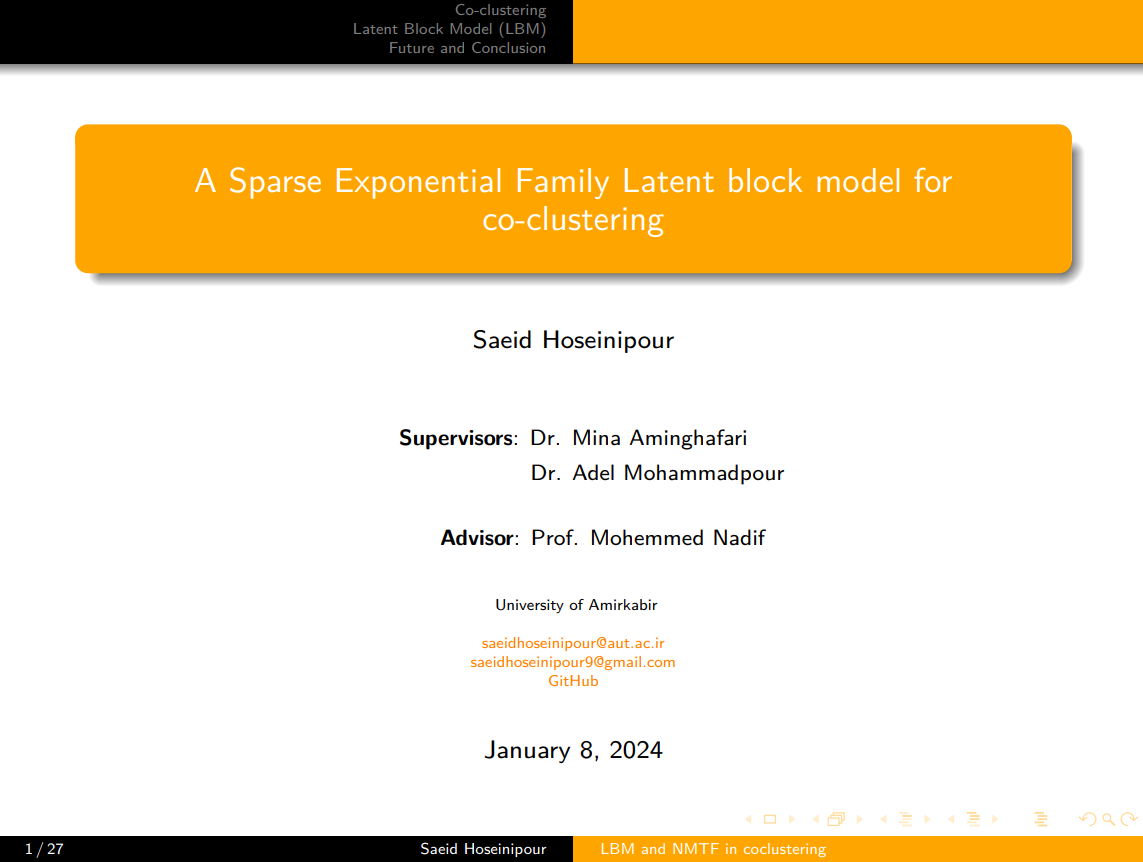 Co-clustering
Latent Block Model (LBM)
Future and Conclusion
A Sparse Exponential Family Latent block model for
co-clustering
Saeid Hoseinipour
Supervisors: Dr. Mina Aminghafari
Dr. Adel Mohammadpour
Advisor: Prof. Mohemmed Nadif
University of Amirkabir
saeidhoseinipour@aut.ac.ir
saeidhoseinipour9@gmail.com
GitHub
January 8, 2024
1 / 27
Saeid Hoseinipour
LBM and NMTF in coclustering